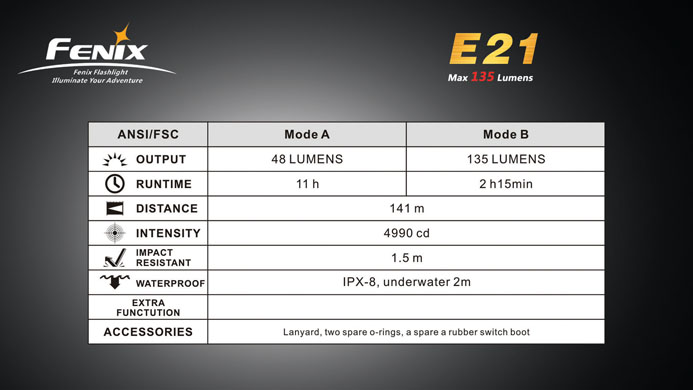 FENIX
Fenix Flashlight
Illuminate Your Adventure
E21
Max 135 Lumens
ANSI/FSC Mode A Mode B
OUTPUT 48 LUMENS 135 LUMENS
RUNTIME 11 h 2 h15min
DISTANCE 141 m
INTENSITY 4990 cd
IMPACT
RESISTANT 1.5 m
WATERPROOF IPX-8, underwater 2m
EXTRA
FUNCTUTION
ACCESSORIES Lanyard, two spare o-rings, a spare a rubber switch boot